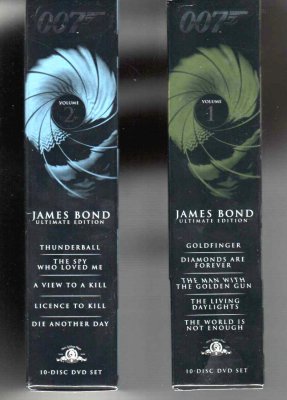 007
VOLUME
2
JAMES BOND
ULTIMATE EDITION
THUNDERBALL
THE SPY
WHO LOVED ME
A VIEW TO A KILL
LICENCE TO KILL
DIE ANOTHER DAY
10-DISC DVD SET
007
VOLUME
1
JAMES BOND
ULTIMATE EDITION
GOLDFINGER
DIAMONDS ARE
FOREVER
THE MAN WITH
THE GOLDEN GUN
THE LIVING
DAYLIGHTS
THE WORLD IS
NOT ENOUGH
10-DISC DVD SET